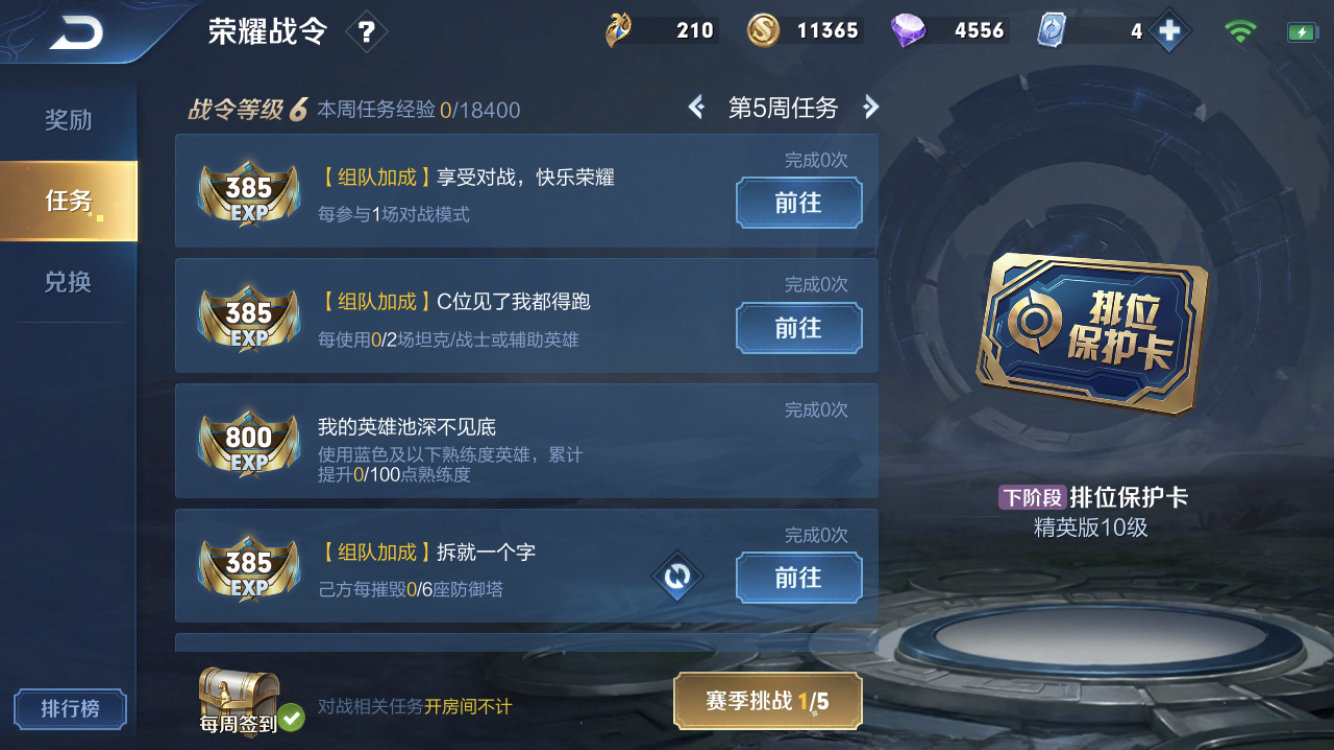 荣耀战令 ?
210
11365
4556
4
奖励
任务
兑换
排行榜
战令等级 6 本周任务经验 0/18400
第5周任务
385
EXP
【组队加成】享受对战，快乐荣耀
每参与1场对战模式
完成0次
前往
385
EXP
【组队加成】C位见了我都得跑
每使用0/2场坦克/战士或辅助英雄
完成0次
前往
800
EXP
我的英雄池深不见底
使用蓝色及以下熟练度英雄，累计
提升0/100点熟练度
完成0次
385
EXP
【组队加成】拆就一个字
己方每摧毁0/6座防御塔
完成0次
前往
每周签到
对战相关任务开房间不计
赛季挑战 1/5
排位
保护卡
下阶段 排位保护卡
精英版10级